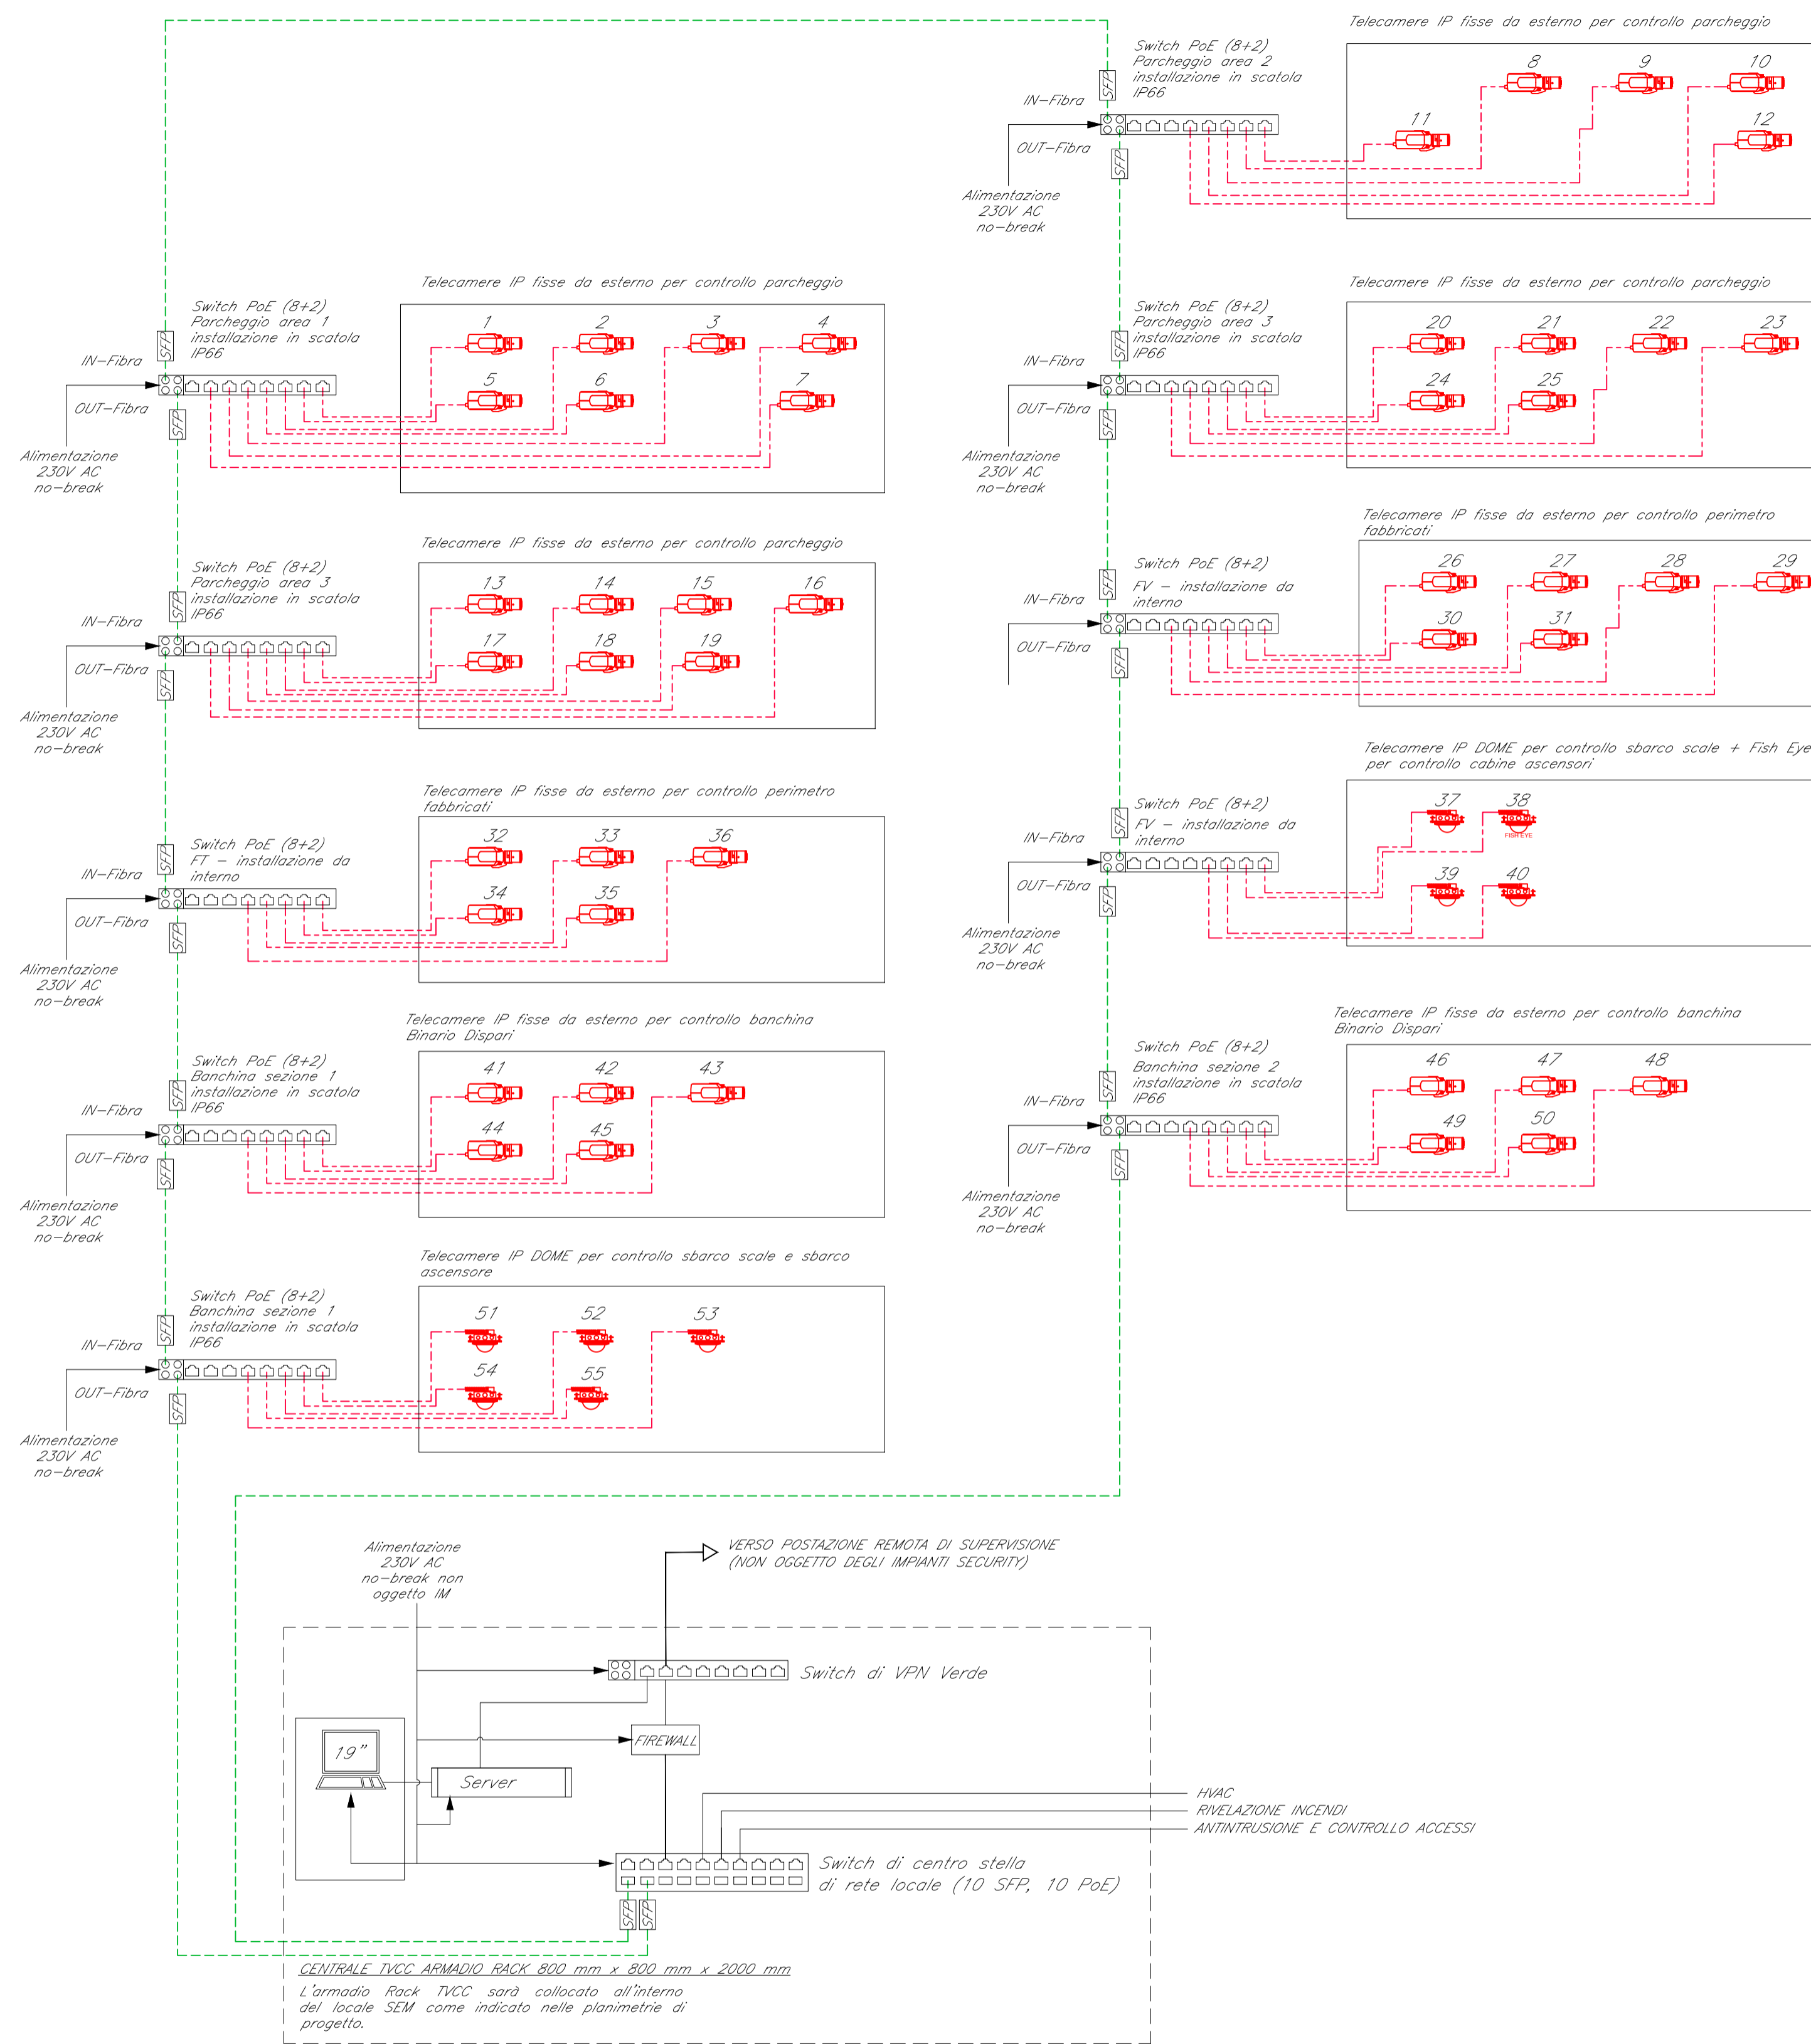 Telecamere IP fisse da esterno per controllo parcheggio
Switch PoE (8+2)
Parcheggio area 2
installazione in scatola
IP66
SFP
IN-Fibra
OUT-Fibra
SFP
Alimentazione
230V AC
no-break
8 9 10
11 12
Telecamere IP fisse da esterno per controllo parcheggio
Switch PoE (8+2)
Parcheggio area 1
installazione in scatola
IP66
SFP
IN-Fibra
OUT-Fibra
SFP
Alimentazione
230V AC
no-break
1 2 3 4
5 6 7
Telecamere IP fisse da esterno per controllo parcheggio
Switch PoE (8+2)
Parcheggio area 3
installazione in scatola
IP66
SFP
IN-Fibra
OUT-Fibra
SFP
Alimentazione
230V AC
no-break
20 21 22 23
24 25
Telecamere IP fisse da esterno per controllo parcheggio
Switch PoE (8+2)
Parcheggio area 3
installazione in scatola
IP66
SFP
IN-Fibra
OUT-Fibra
SFP
Alimentazione
230V AC
no-break
13 14 15 16
17 18 19
Telecamere IP fisse da esterno per controllo perimetro
fabbricati
Switch PoE (8+2)
FV - installazione da
interno
SFP
IN-Fibra
OUT-Fibra
SFP
26 27 28 29
30 31
Telecamere IP fisse da esterno per controllo perimetro
fabbricati
Switch PoE (8+2)
FT - installazione da
interno
SFP
IN-Fibra
OUT-Fibra
SFP
Alimentazione
230V AC
no-break
32 33 36
34 35
Telecamere IP DOME per controllo sbarco scale + Fish Eye
per controllo cabine ascensori
Switch PoE (8+2)
FV - installazione da
interno
SFP
IN-Fibra
OUT-Fibra
SFP
Alimentazione
230V AC
no-break
37 38
FISH EYE
39 40
Telecamere IP fisse da esterno per controllo banchina
Binario Dispari
Switch PoE (8+2)
Banchina sezione 1
installazione in scatola
IP66
SFP
IN-Fibra
OUT-Fibra
SFP
Alimentazione
230V AC
no-break
41 42 43
44 45
Telecamere IP fisse da esterno per controllo banchina
Binario Dispari
Switch PoE (8+2)
Banchina sezione 2
installazione in scatola
IP66
SFP
IN-Fibra
OUT-Fibra
SFP
Alimentazione
230V AC
no-break
46 47 48
49 50
Telecamere IP DOME per controllo sbarco scale e sbarco
ascensore
Switch PoE (8+2)
Banchina sezione 1
installazione in scatola
IP66
SFP
IN-Fibra
OUT-Fibra
SFP
Alimentazione
230V AC
no-break
51 52 53
54 55
Alimentazione
230V AC
no-break non
oggetto IM
VERSO POSTAZIONE REMOTA DI SUPERVISIONE
(NON OGGETTO DEGLI IMPIANTI SECURITY)
Switch di VPN Verde
FIREWALL
19"
Server
HVAC
RIVELAZIONE INCENDI
ANTINTRUSIONE E CONTROLLO ACCESSI
Switch di centro stella
di rete locale (10 SFP, 10 PoE)
SFP SFP
CENTRALE TVCC ARMADIO RACK 800 mm x 800 mm x 2000 mm
L'armadio Rack TVCC sarà collocato all'interno
del locale SEM come indicato nelle planimetrie di
progetto.